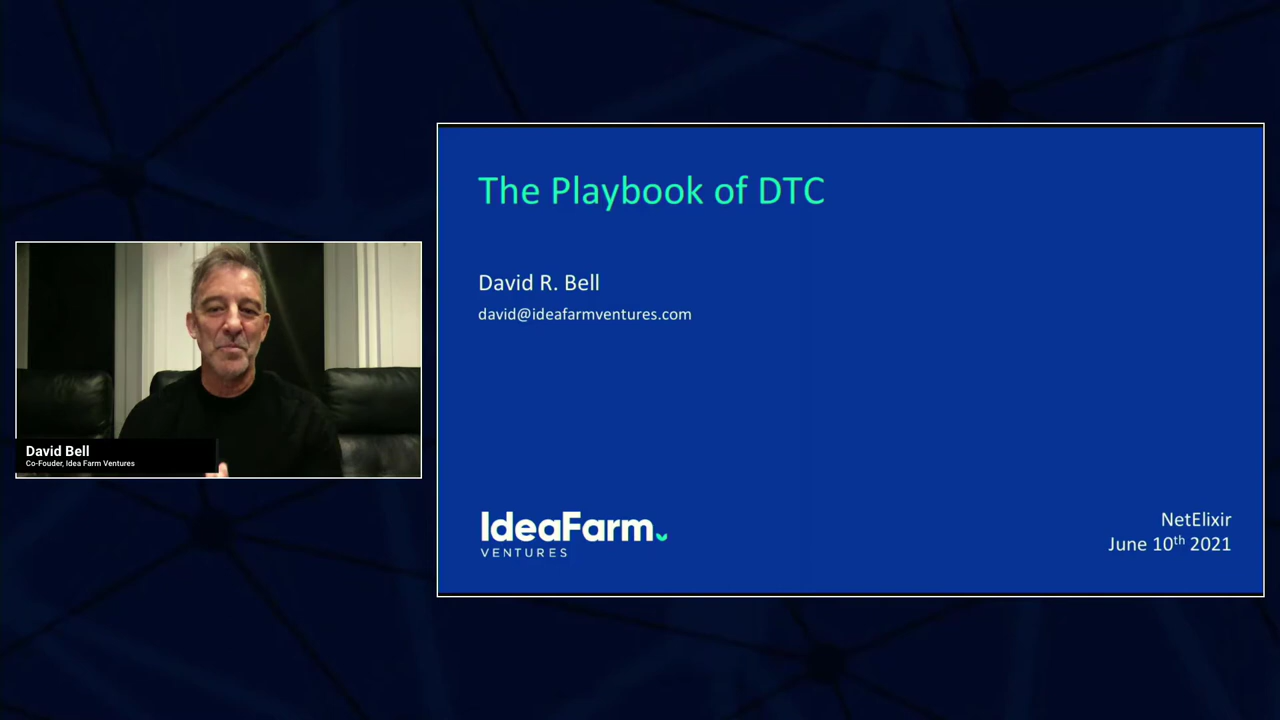 The Playbook of DTC
David R. Bell
david@ideafarmventures.com
David Bell
Co-Fouder, Idea Farm Ventures
IdeaFarm
VENTURES
NetElixir
June 10th 2021